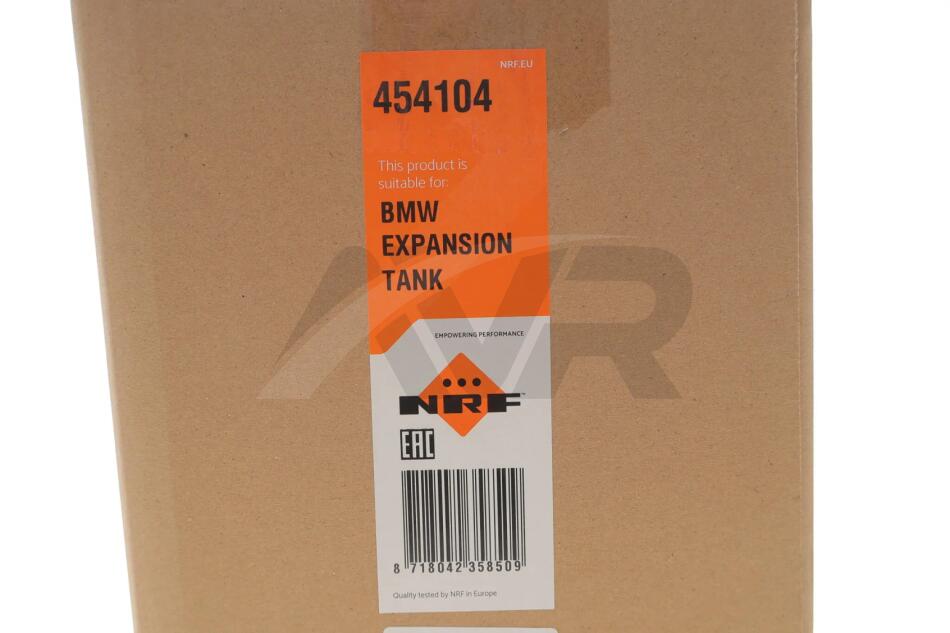 NRF.EU
454104
This product is
suitable for:
BMW
EXPANSION
TANK
EMPOWERING PERFORMANCE
NRF™
EAC
8 718042 358509
Quality tested by NRF in Europe